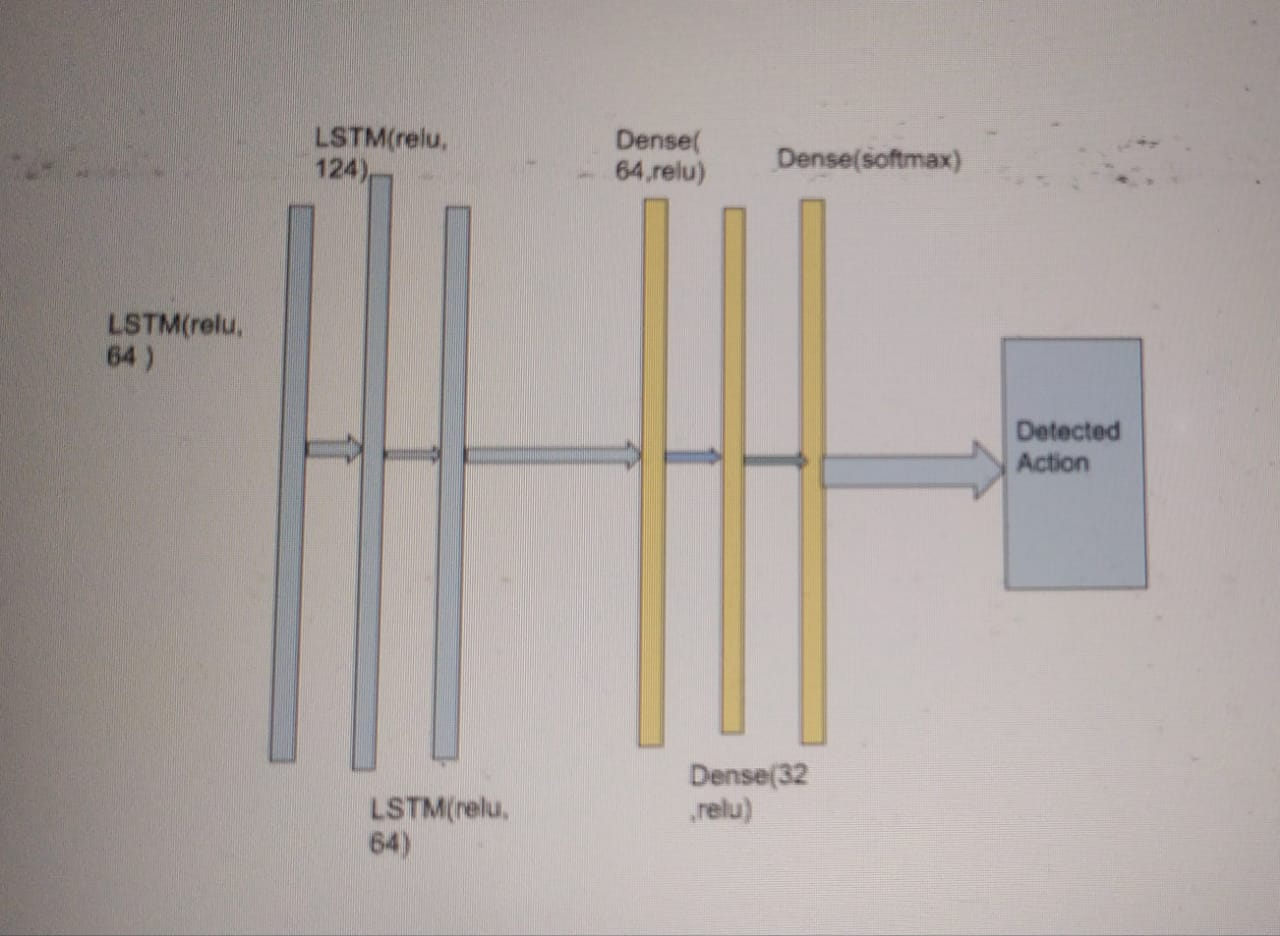 LSTM(relu,
124)
Dense(
64,relu)
Dense(softmax)
LSTM(relu,
64 )
Detected
Action
Dense(32
,relu)
LSTM(relu,
64)